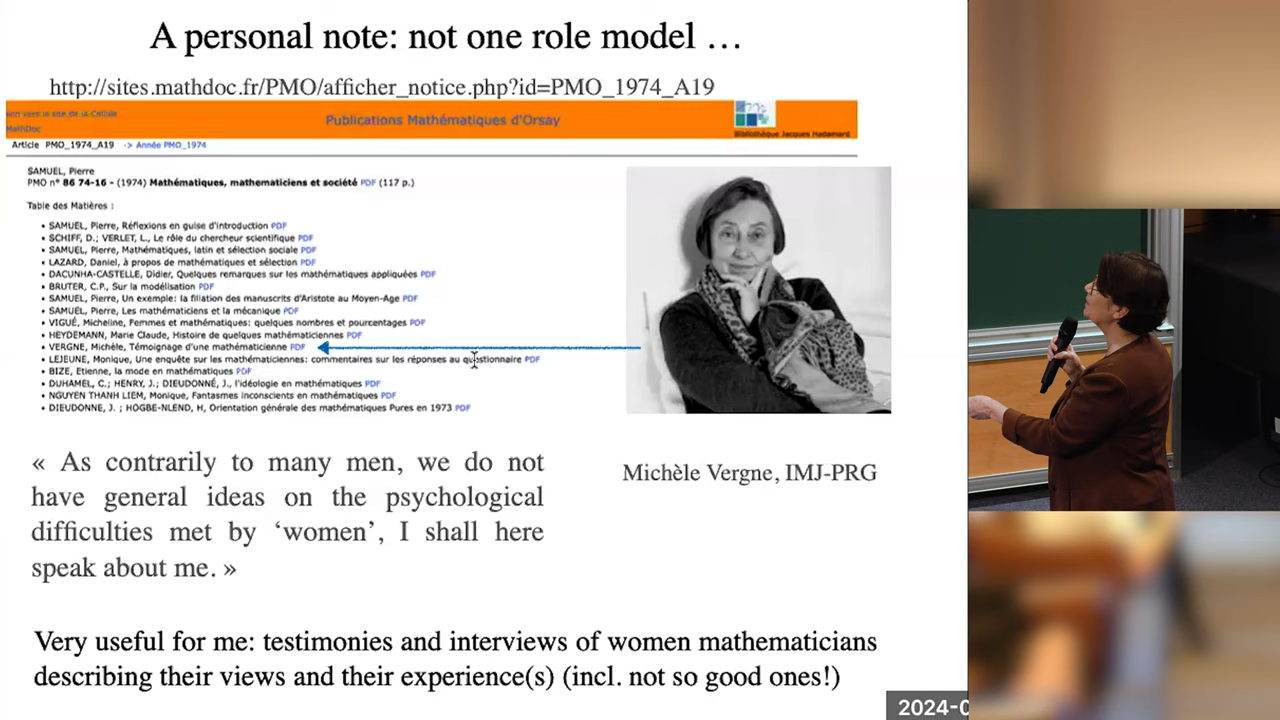 A personal note: not one role model …
http://sites.mathdoc.fr/PMO/afficher_notice.php?id=PMO_1974_A19
vers le site de la Cellule
MathDoc
Publications Mathématiques d'Orsay
Bibliothèque Jacques Hadamard
Article PMO_1974_A19 -> Année PMO_1974
SAMUEL, Pierre
PMO n° 86 74-16 - (1974) Mathématiques, mathematiciens et société PDF (117 p.)
Table des Matières :
• SAMUEL, Pierre, Réflexions en guise d'introduction PDF
• SCHIFF, D.; VERLET, L., Le rôle du chercheur scientifique PDF
• SAMUEL, Pierre, Mathématiques, latin et sélection sociale PDF
• LAZARD, Daniel, à propos de mathématiques et sélection PDF
• DACUNHA-CASTELLE, Didier, Quelques remarques sur les mathématiques appliquées PDF
• BRUTER, C.P., Sur la modélisation PDF
• SAMUEL, Pierre, Un exemple: la filiation des manuscrits d'Aristote au Moyen-Age PDF
• SAMUEL, Pierre, Les mathématiciens et la mécanique PDF
• VIGUÉ, Micheline, Femmes et mathématiques: quelques nombres et pourcentages PDF
• HEYDEMANN, Marie Claude, Histoire de quelques mathématiciennes PDF
• VERGNE, Michèle, Témoignage d'une mathématicienne PDF
• LEJEUNE, Monique, Une enquête sur les mathématiciennes: commentaires sur les réponses au questionnaire PDF
• BIZE, Etienne, la mode en mathématiques PDF
• DUHAMEL, C.; HENRY, J.; DIEUDONNÉ, J., l'idéologie en mathématiques PDF
• NGUYEN THANH LIEM, Monique, Fantasmes inconscients en mathématiques PDF
• DIEUDONNE, J. ; HOGBE-NLEND, H, Orientation générale des mathématiques Pures en 1973 PDF
« As contrarily to many men, we do not
have general ideas on the psychological
difficulties met by ‘women’, I shall here
speak about me. »
Michèle Vergne, IMJ-PRG
Very useful for me: testimonies and interviews of women mathematicians
describing their views and their experience(s) (incl. not so good ones!)
2024-0